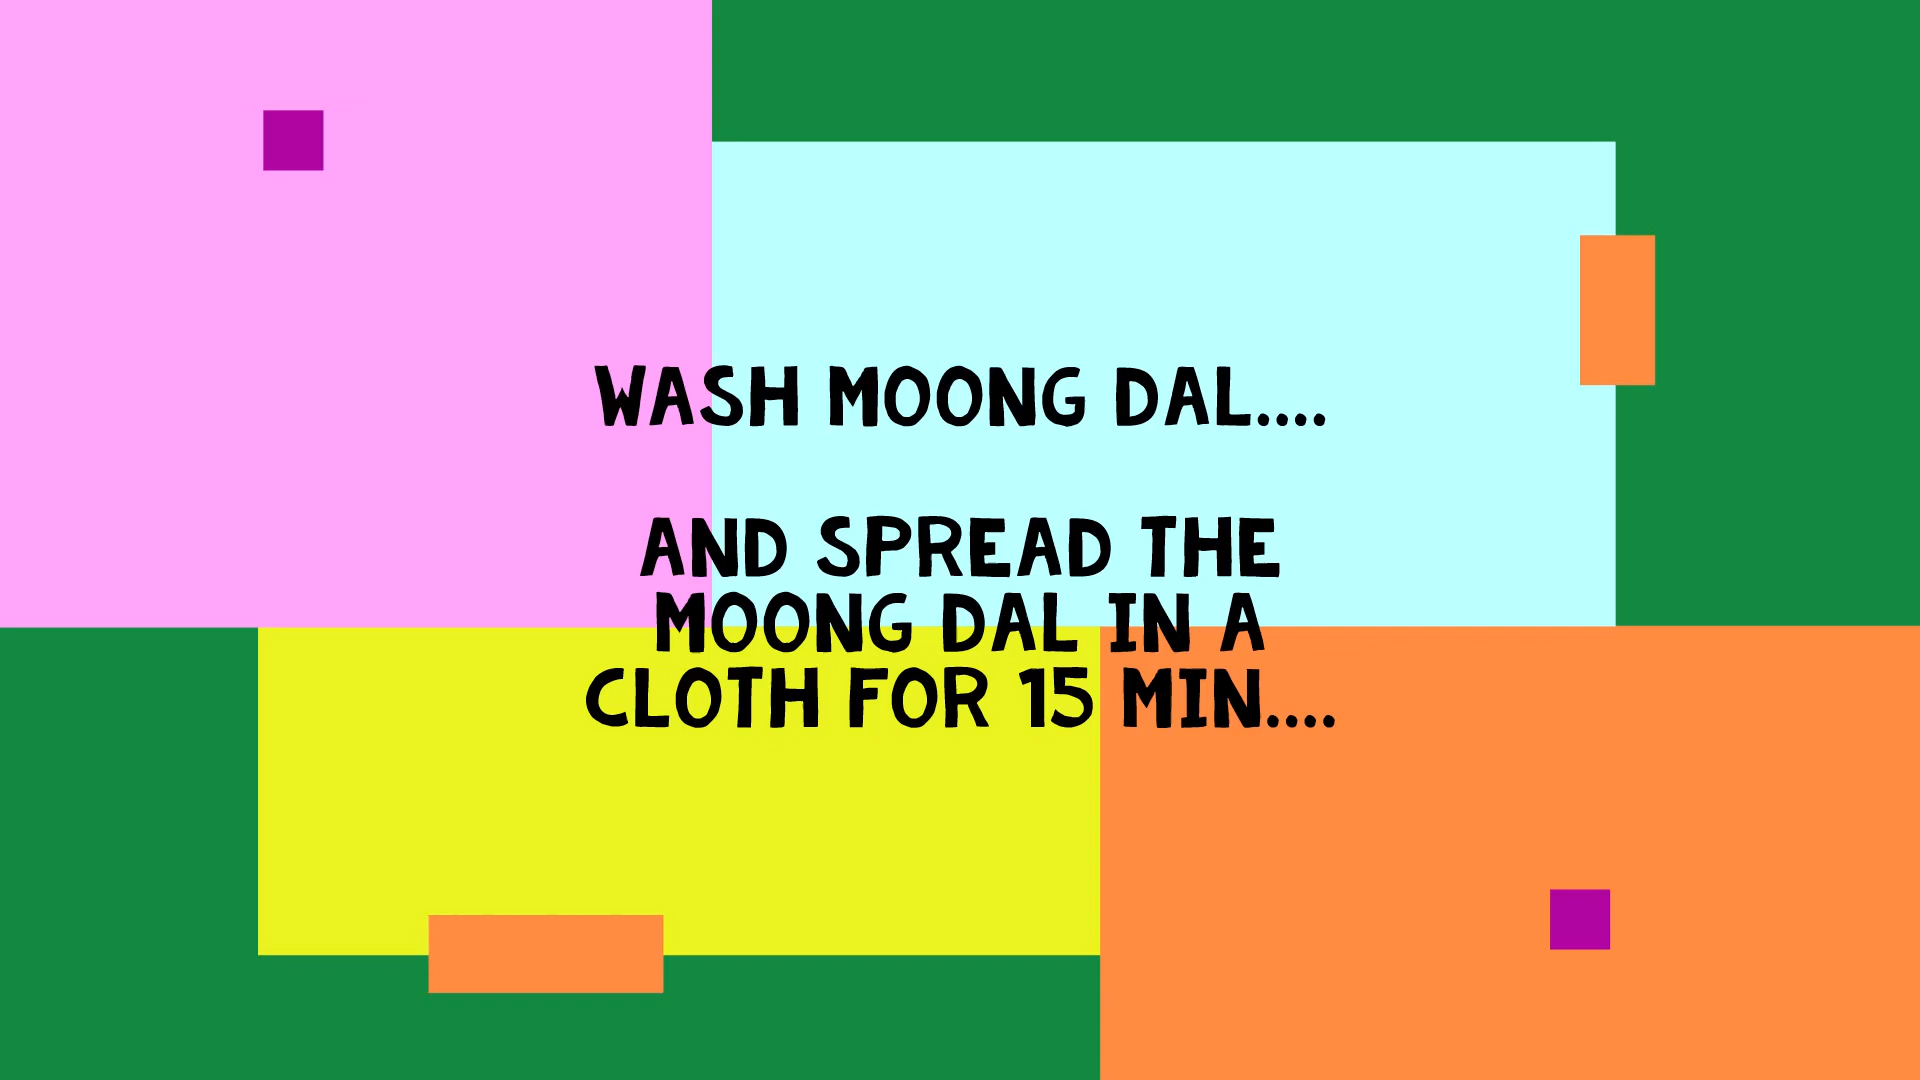 WASH MOONG DAL....
AND SPREAD THE
MOONG DAL IN A
CLOTH FOR 15 MIN....